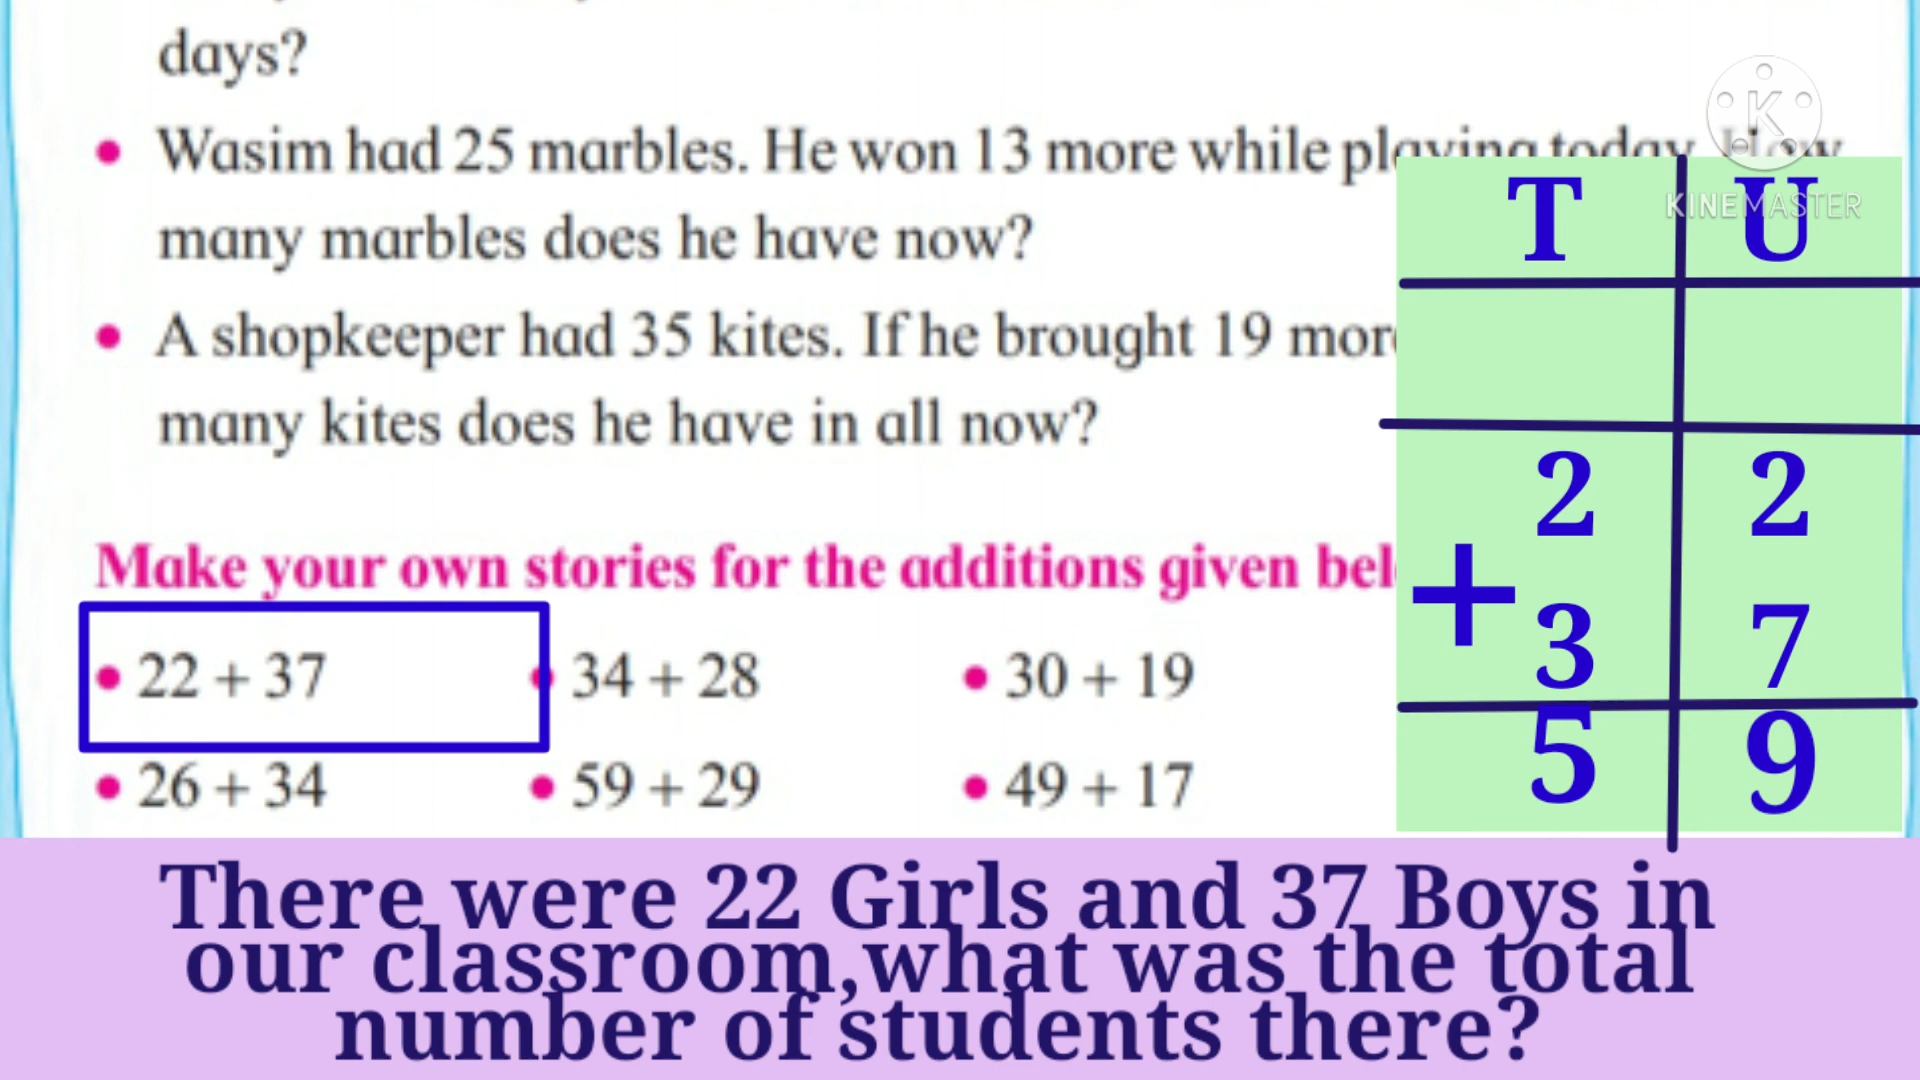 days?
• Wasim had 25 marbles. He won 13 more while playing today. How
many marbles does he have now?
• A shopkeeper had 35 kites. If he brought 19 more
many kites does he have in all now?
Make your own stories for the additions given
• 22 + 37 • 34 + 28 • 30 + 19
• 26 + 34 • 59 + 29 • 49 + 17
K
KINEMASTER
T U
2 2
+ 3 7
5 9
There were 22 Girls and 37 Boys in
our classroom,what was the total
number of students there?